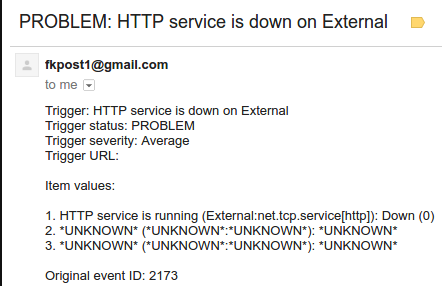 PROBLEM: HTTP service is down on External
fkpost1@gmail.com
to me
Trigger: HTTP service is down on External
Trigger status: PROBLEM
Trigger severity: Average
Trigger URL:
Item values:
1. HTTP service is running (External:net.tcp.service[http]): Down (0)
2. *UNKNOWN* (*UNKNOWN*:*UNKNOWN*): *UNKNOWN*
3. *UNKNOWN* (*UNKNOWN*:*UNKNOWN*): *UNKNOWN*
Original event ID: 2173